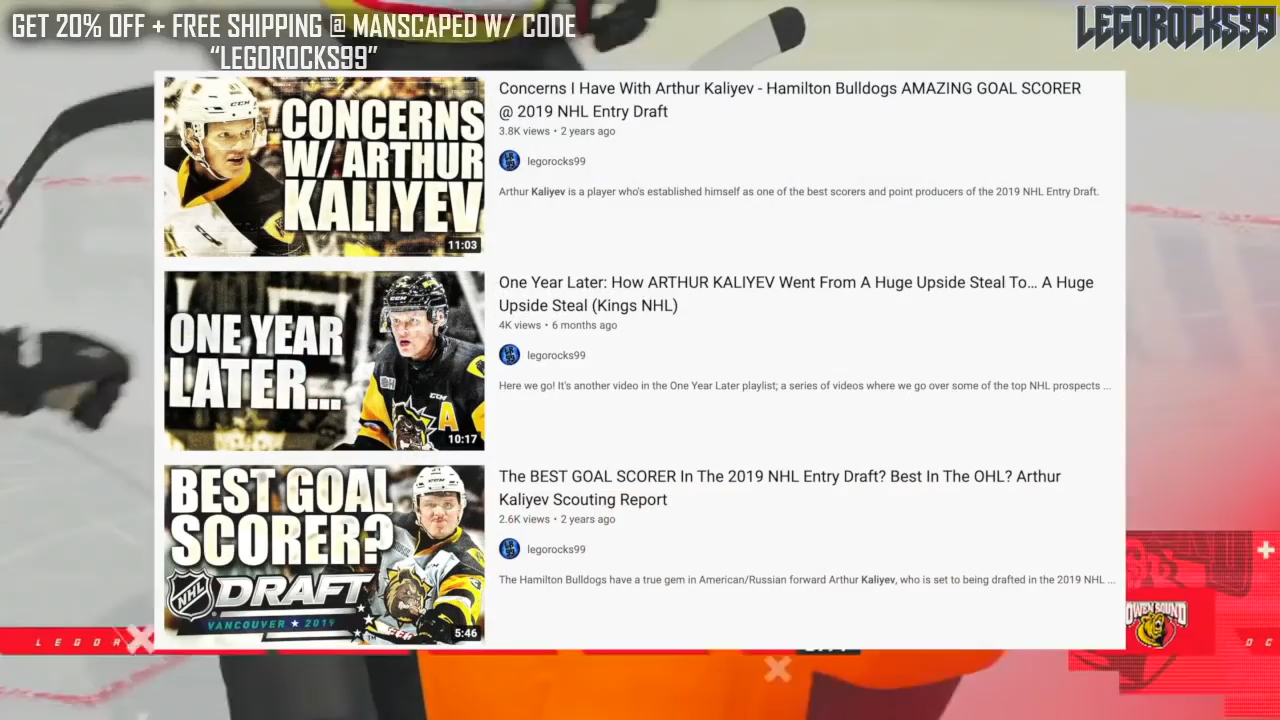 GET 20% OFF + FREE SHIPPING @ MANSCAPED W/ CODE
"LEGOROCKS99"
LEGOROCKS99
CONCERNS
W/ ARTHUR
KALIYEV
CCM
11:03
Concerns I Have With Arthur Kaliyev - Hamilton Bulldogs AMAZING GOAL SCORER
@ 2019 NHL Entry Draft
3.8K views • 2 years ago
legorocks99
Arthur Kaliyev is a player who's established himself as one of the best scorers and point producers of the 2019 NHL Entry Draft.
ONE YEAR
LATER...
CCM
A
10:17
One Year Later: How ARTHUR KALIYEV Went From A Huge Upside Steal To... A Huge
Upside Steal (Kings NHL)
4K views • 6 months ago
legorocks99
Here we go! It's another video in the One Year Later playlist; a series of videos where we go over some of the top NHL prospects ...
BEST GOAL
SCORER?
NHL DRAFT
VANCOUVER ★ 2019
5:46
The BEST GOAL SCORER In The 2019 NHL Entry Draft? Best In The OHL? Arthur
Kaliyev Scouting Report
2.6K views • 2 years ago
legorocks99
The Hamilton Bulldogs have a true gem in American/Russian forward Arthur Kaliyev, who is set to being drafted in the 2019 NHL ...
OWEN SOUND